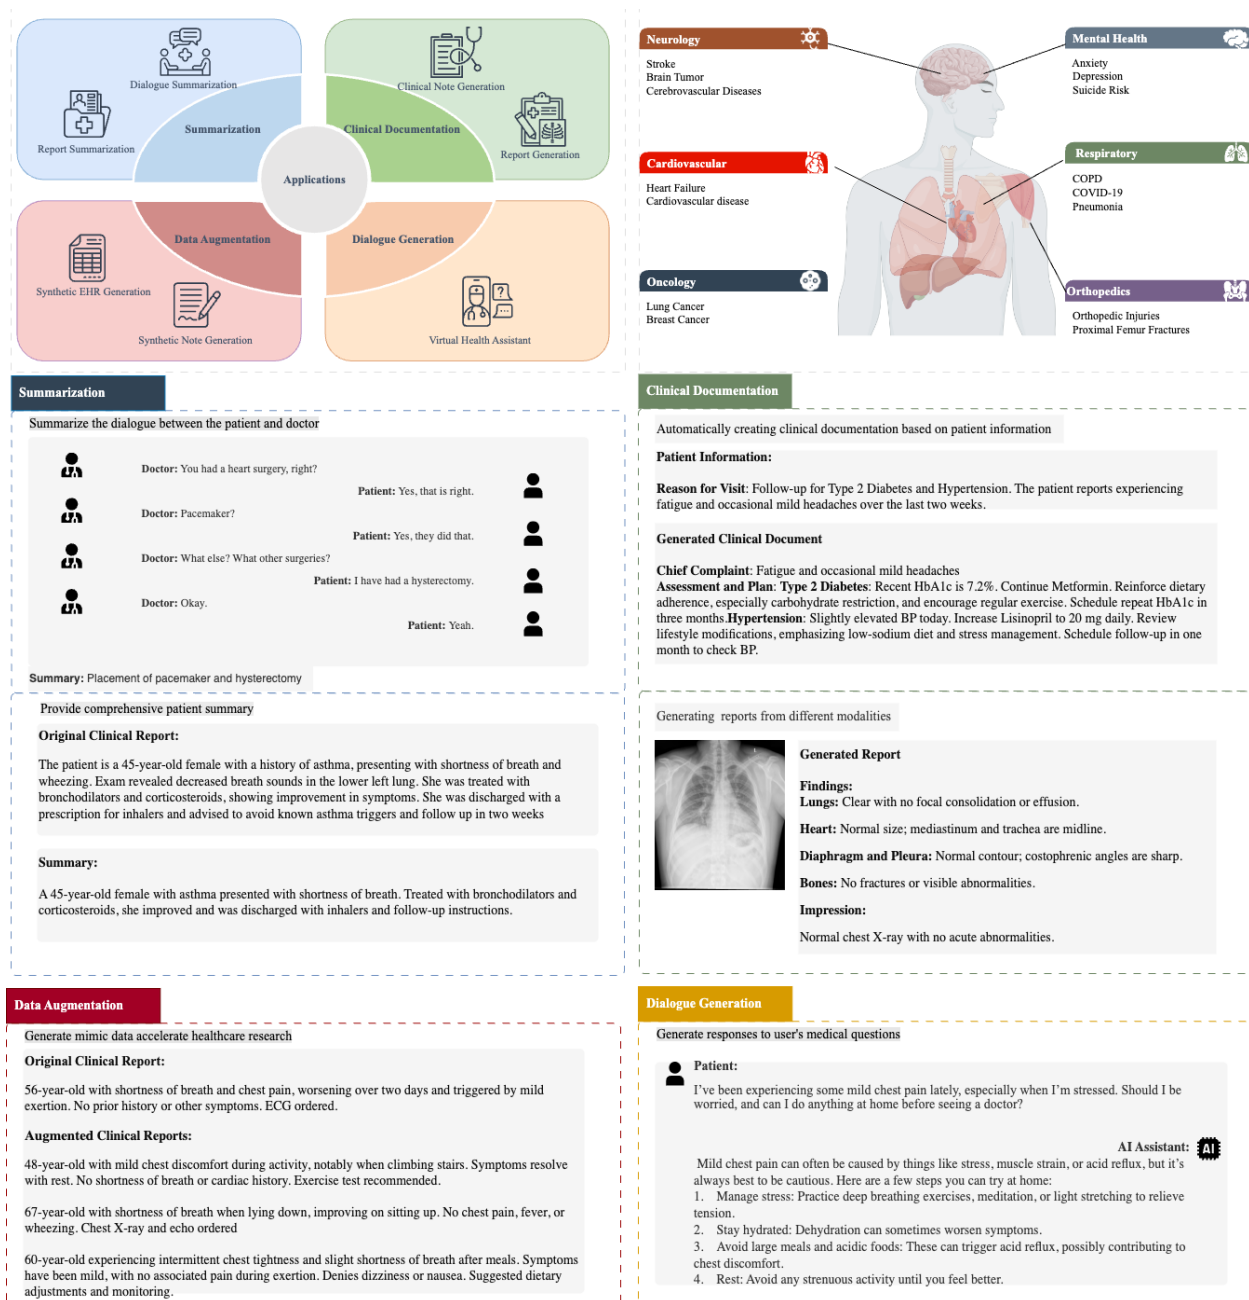 Dialogue Summarization
Report Summarization
Summarization
Clinical Note Generation
Clinical Documentation
Report Generation
Applications
Data Augmentation
Synthetic EHR Generation
Synthetic Note Generation
Dialogue Generation
Virtual Health Assistant
Neurology
Stroke
Brain Tumor
Cerebrovascular Diseases
Mental Health
Anxiety
Depression
Suicide Risk
Cardiovascular
Heart Failure
Cardiovascular disease
Respiratory
COPD
COVID-19
Pneumonia
Oncology
Lung Cancer
Breast Cancer
Orthopedics
Orthopedic Injuries
Proximal Femur Fractures
Summarization
Summarize the dialogue between the patient and doctor
Doctor: You had a heart surgery, right?
Patient: Yes, that is right.
Doctor: Pacemaker?
Patient: Yes, they did that.
Doctor: What else? What other surgeries?
Patient: I have had a hysterectomy.
Doctor: Okay.
Patient: Yeah.
Summary: Placement of pacemaker and hysterectomy
Provide comprehensive patient summary
Original Clinical Report:
The patient is a 45-year-old female with a history of asthma, presenting with shortness of breath and
wheezing. Exam revealed decreased breath sounds in the lower left lung. She was treated with
bronchodilators and corticosteroids, showing improvement in symptoms. She was discharged with a
prescription for inhalers and advised to avoid known asthma triggers and follow up in two weeks
Summary:
A 45-year-old female with asthma presented with shortness of breath. Treated with bronchodilators and
corticosteroids, she improved and was discharged with inhalers and follow-up instructions.
Clinical Documentation
Automatically creating clinical documentation based on patient information
Patient Information:
Reason for Visit: Follow-up for Type 2 Diabetes and Hypertension. The patient reports experiencing
fatigue and occasional mild headaches over the last two weeks.
Generated Clinical Document
Chief Complaint: Fatigue and occasional mild headaches
Assessment and Plan: Type 2 Diabetes: Recent HbA1c is 7.2%. Continue Metformin. Reinforce dietary
adherence, especially carbohydrate restriction, and encourage regular exercise. Schedule repeat HbA1c in
three months.Hypertension: Slightly elevated BP today. Increase Lisinopril to 20 mg daily. Review
lifestyle modifications, emphasizing low-sodium diet and stress management. Schedule follow-up in one
month to check BP.
Generating reports from different modalities
Generated Report
Findings:
Lungs: Clear with no focal consolidation or effusion.
Heart: Normal size; mediastinum and trachea are midline.
Diaphragm and Pleura: Normal contour; costophrenic angles are sharp.
Bones: No fractures or visible abnormalities.
Impression:
Normal chest X-ray with no acute abnormalities.
Data Augmentation
Generate mimic data accelerate healthcare research
Original Clinical Report:
56-year-old with shortness of breath and chest pain, worsening over two days and triggered by mild
exertion. No prior history or other symptoms. ECG ordered.
Augmented Clinical Reports:
48-year-old with mild chest discomfort during activity, notably when climbing stairs. Symptoms resolve
with rest. No shortness of breath or cardiac history. Exercise test recommended.
67-year-old with shortness of breath when lying down, improving on sitting up. No chest pain, fever, or
wheezing. Chest X-ray and echo ordered
60-year-old experiencing intermittent chest tightness and slight shortness of breath after meals. Symptoms
have been mild, with no associated pain during exertion. Denies dizziness or nausea. Suggested dietary
adjustments and monitoring.
Dialogue Generation
Generate responses to user's medical questions
Patient:
I've been experiencing some mild chest pain lately, especially when I'm stressed. Should I be
worried, and can I do anything at home before seeing a doctor?
AI Assistant:
AI
Mild chest pain can often be caused by things like stress, muscle strain, or acid reflux, but it's
always best to be cautious. Here are a few steps you can try at home:
1. Manage stress: Practice deep breathing exercises, meditation, or light stretching to relieve
tension.
2. Stay hydrated: Dehydration can sometimes worsen symptoms.
3. Avoid large meals and acidic foods: These can trigger acid reflux, possibly contributing to
chest discomfort.
4. Rest: Avoid any strenuous activity until you feel better.